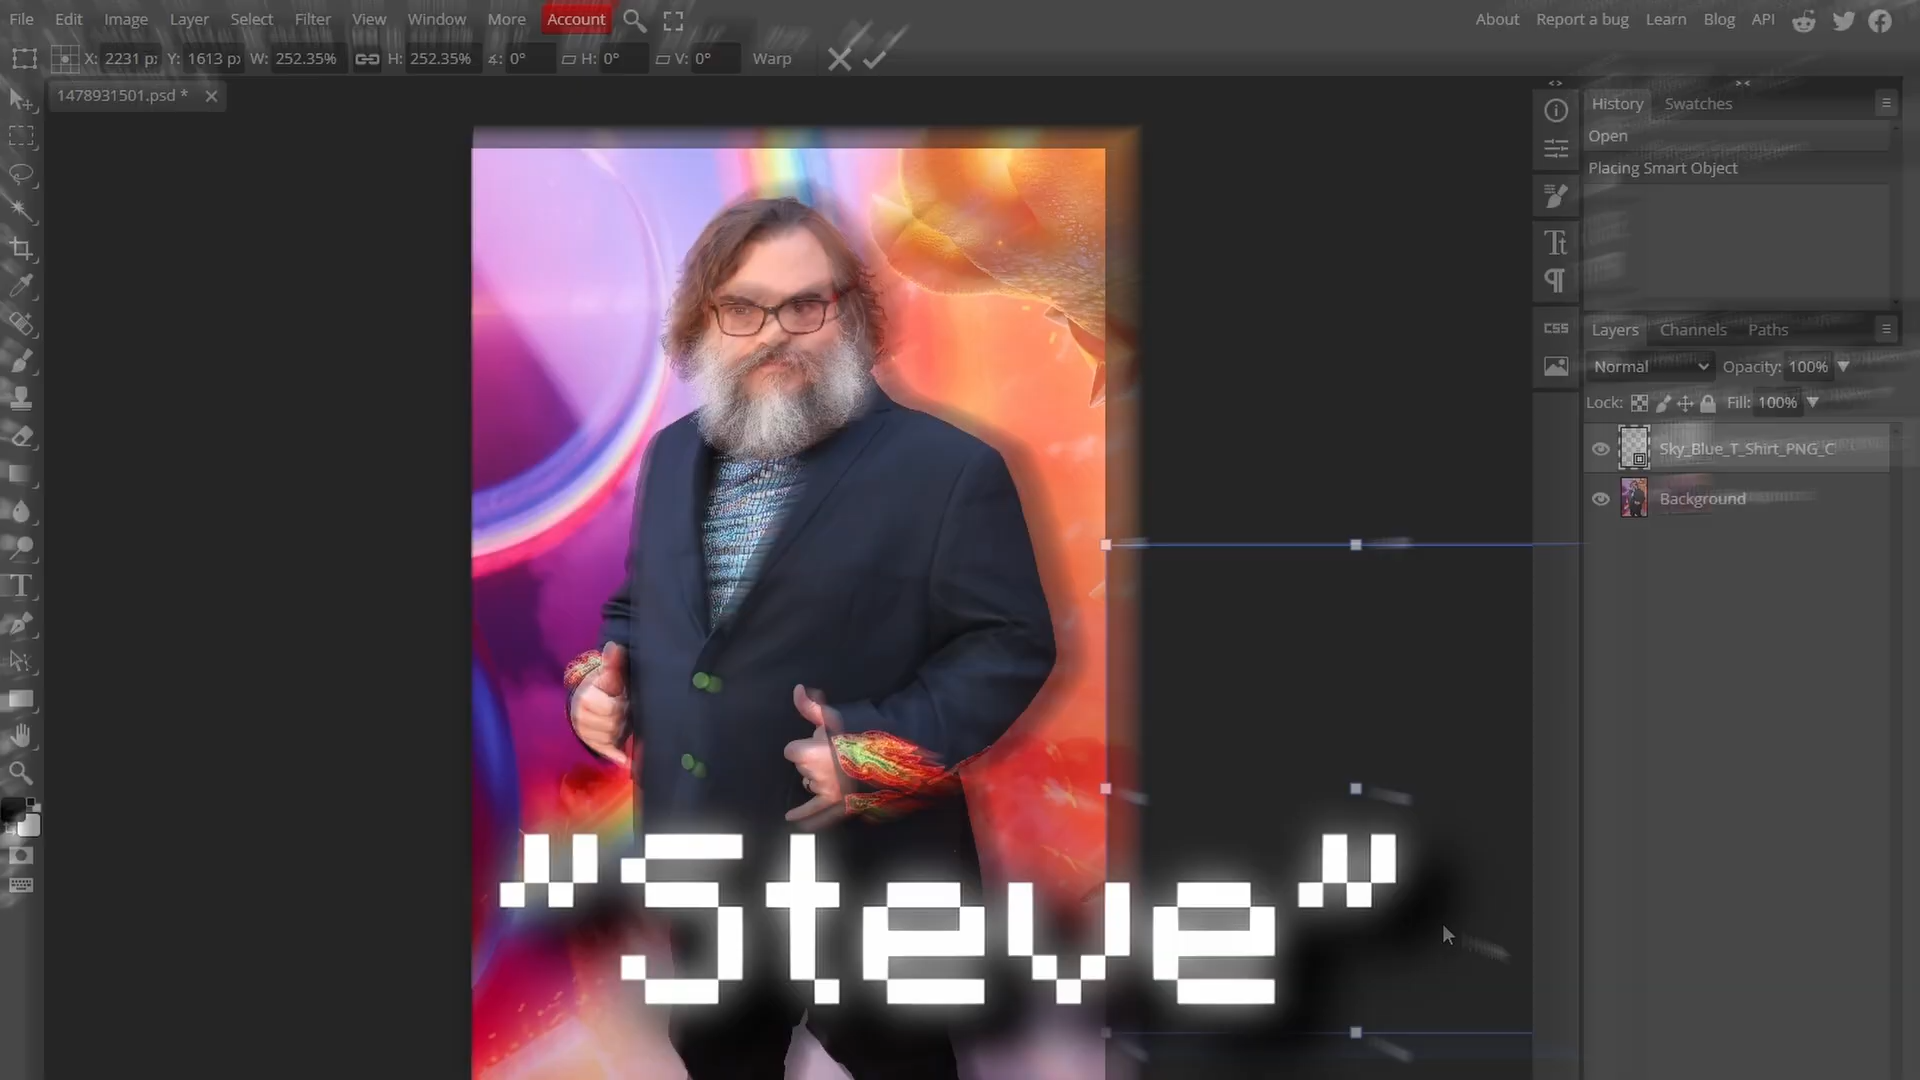 File Edit Image Layer Select Filter View Window More Account About Report a bug Learn Blog API
X: 2231 p: Y: 1613 p: W: 252.35% H: 252.35% ∡: 0° H: 0° V: 0° Warp
1478931501.psd *
History Swatches
Open
Placing Smart Object
CSS
Layers Channels Paths
Normal Opacity: 100%
Lock: Fill: 100%
Sky_Blue_T_Shirt_PNG_C
Background
"Steve"